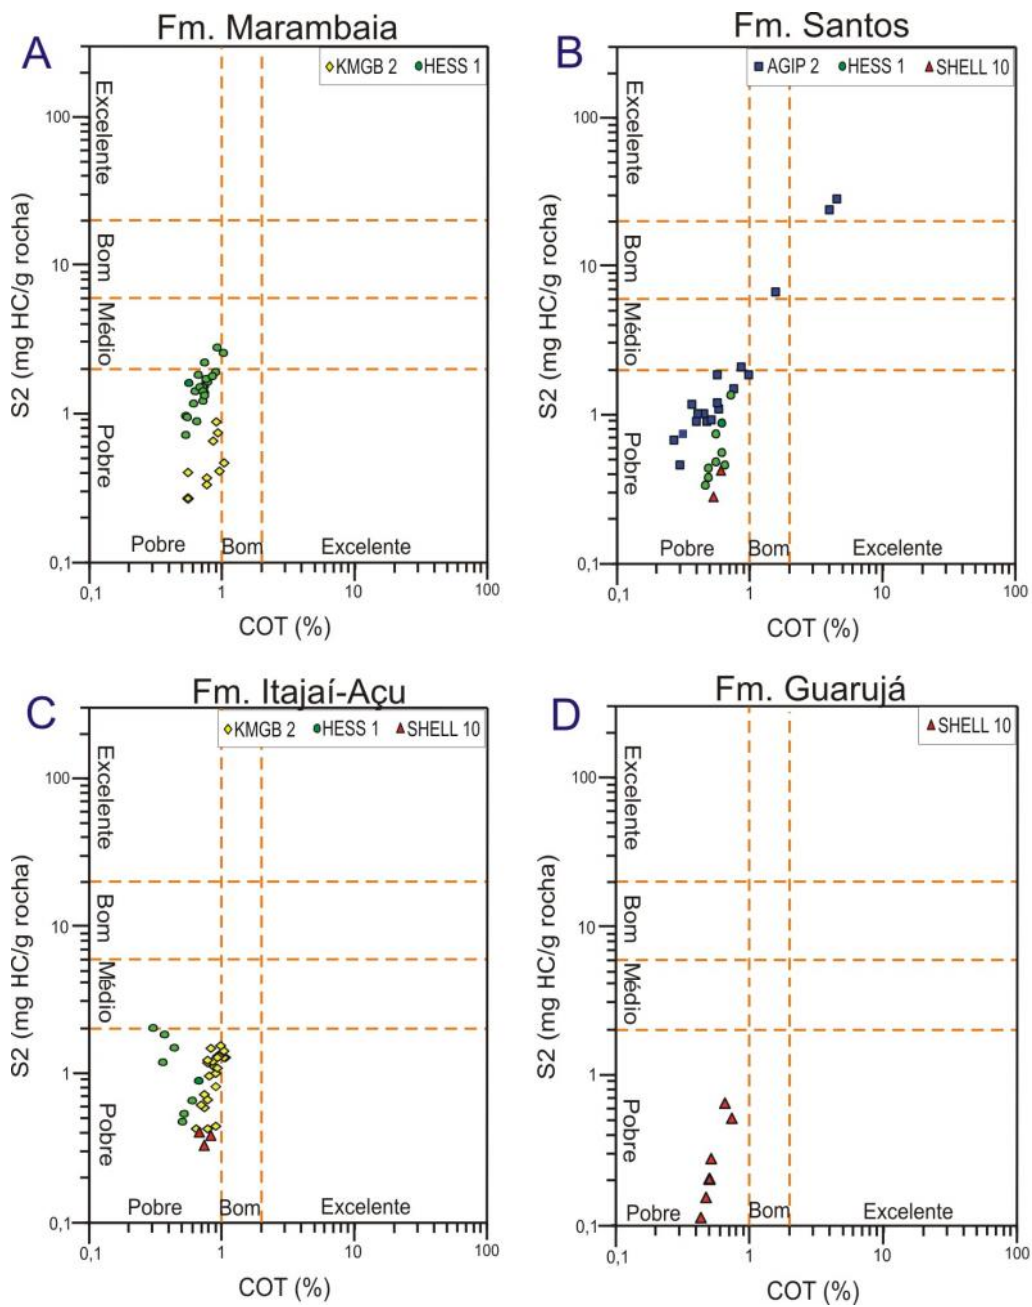 Fm. Marambaia
A
KMGB 2 HESS 1
S2 (mg HC/g rocha)
100
10
1
0,1
Excelente
Bom
Médio
Pobre
Pobre Bom Excelente
0,1 1 10 100
COT (%)
Fm. Santos
B
AGIP 2 HESS 1 SHELL 10
S2 (mg HC/g rocha)
100
10
1
0,1
Excelente
Bom
Médio
Pobre
Pobre Bom Excelente
0,1 1 10 100
COT (%)
Fm. Itajaí-Açu
C
KMGB 2 HESS 1 SHELL 10
S2 (mg HC/g rocha)
100
10
1
0,1
Excelente
Bom
Médio
Pobre
Pobre Bom Excelente
0,1 1 10 100
COT (%)
Fm. Guarujá
D
SHELL 10
S2 (mg HC/g rocha)
100
10
1
0,1
Excelente
Bom
Médio
Pobre
Pobre Bom Excelente
0,1 1 10 100
COT (%)